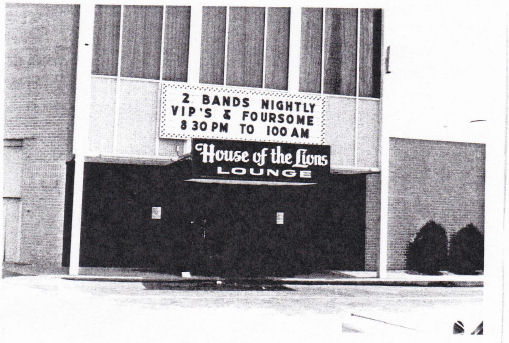 2 BANDS NIGHTLY
VIP'S & FOURSOME
8 30 PM TO 1 00 AM
House of the Lions
LOUNGE